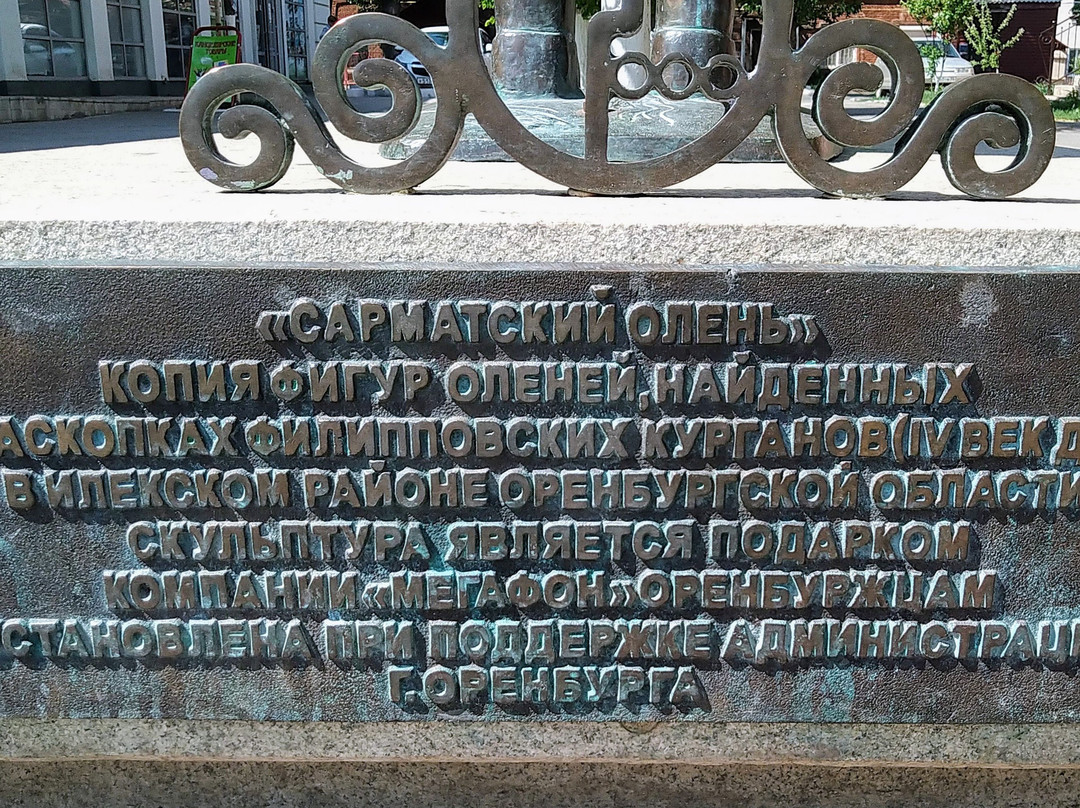 «САРМАТСКИЙ ОЛЕНЬ»
КОПИЯ ФИГУР ОЛЕНЕЙ, НАЙДЕННЫХ
АСКОПКАХ ФИЛИППОВСКИХ КУРГАНОВ (IV ВЕК Д
В ИЛЕКСКОМ РАЙОНЕ ОРЕНБУРГСКОЙ ОБЛАСТИ
СКУЛЬПТУРА ЯВЛЯЕТСЯ ПОДАРКОМ
КОМПАНИИ «МЕГАФОН» ОРЕНБУРЖЦАМ
СТАНОВЛЕНА ПРИ ПОДДЕРЖКЕ АДМИНИСТРАЦ
Г.ОРЕНБУРГА